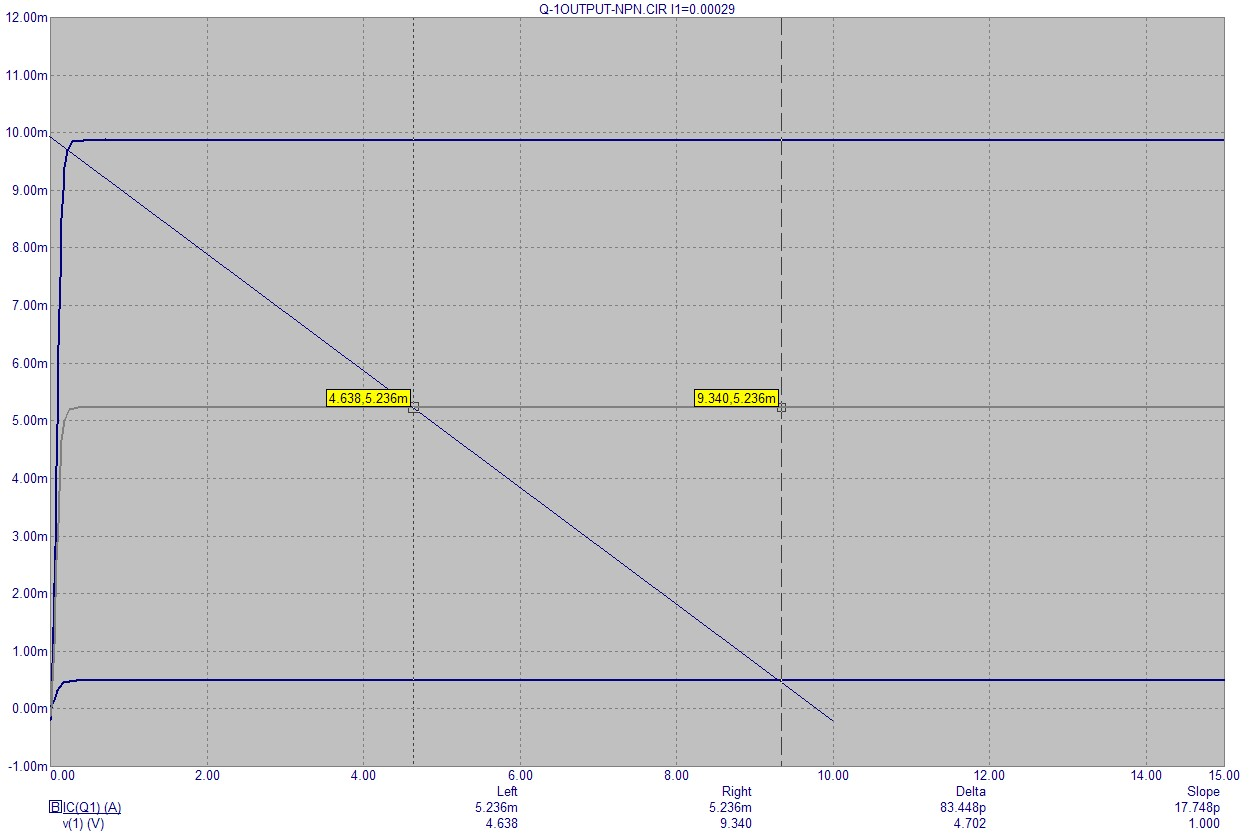 Q-1OUTPUT-NPN.CIR I1=0.00029
12.00m
11.00m
10.00m
9.00m
8.00m
7.00m
6.00m
4.638,5.236m 9.340,5.236m
5.00m
4.00m
3.00m
2.00m
1.00m
0.00m
-1.00m
0.00 2.00 4.00 6.00 8.00 10.00 12.00 14.00 15.00
Left Right Delta Slope
B IC(Q1) (A) 5.236m 5.236m 83.448p 17.748p
v(1) (V) 4.638 9.340 4.702 1.000